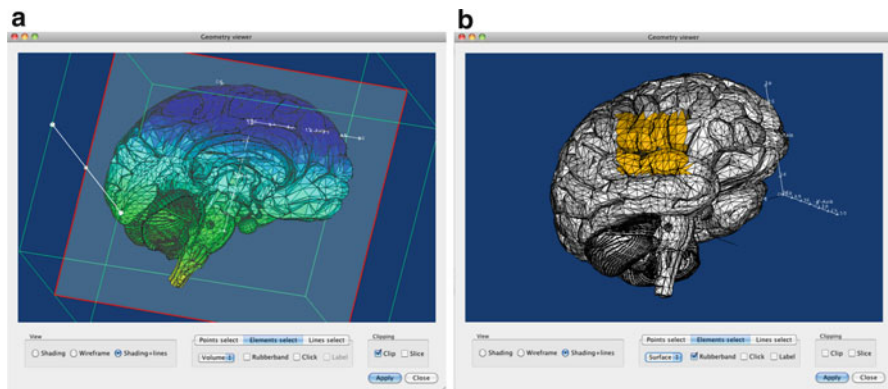 a
Geometry viewer
View
Shading
Wireframe
Shading+lines
Points select
Elements select
Lines select
Volume
Rubberband
Click
Label
Clipping
Clip
Slice
Apply
Close
b
Geometry viewer
View
Shading
Wireframe
Shading+lines
Points select
Elements select
Lines select
Surface
Rubberband
Click
Label
Clipping
Clip
Slice
Apply
Close